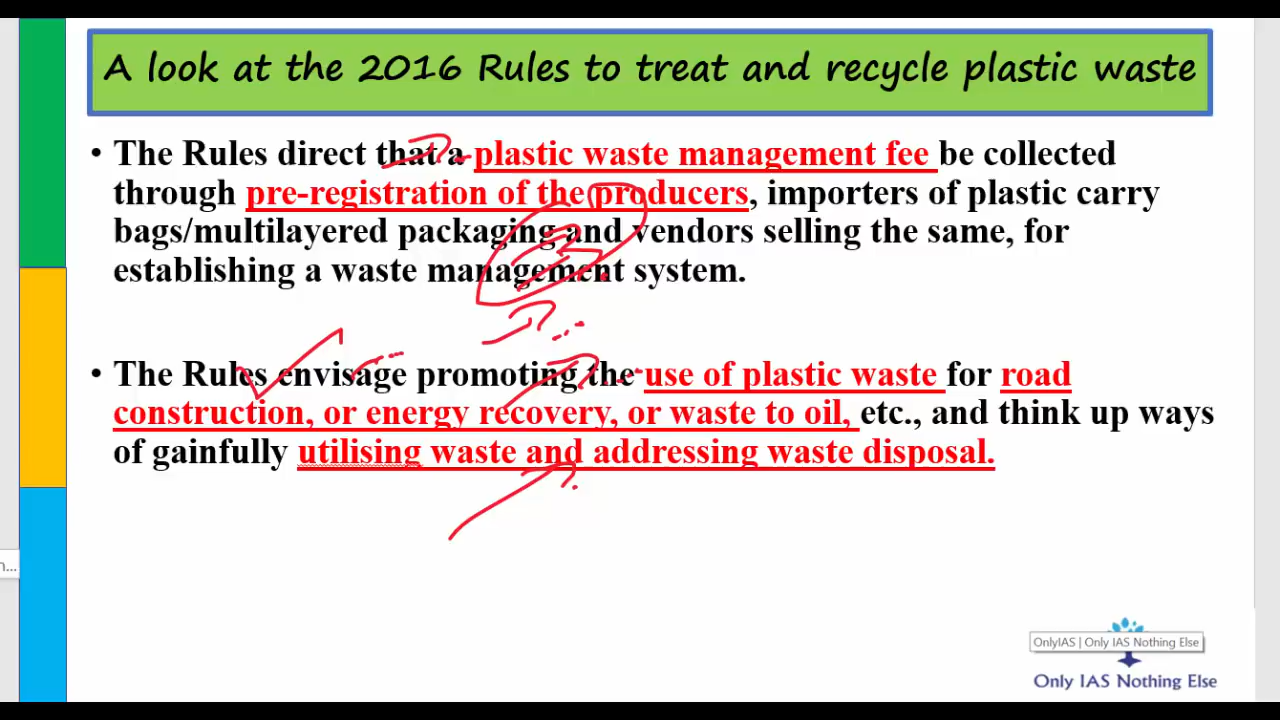 A look at the 2016 Rules to treat and recycle plastic waste
• The Rules direct that a plastic waste management fee be collected
through pre-registration of the producers, importers of plastic carry
bags/multilayered packaging and vendors selling the same, for
establishing a waste management system.
• The Rules envisage promoting the use of plastic waste for road
construction, or energy recovery, or waste to oil, etc., and think up ways
of gainfully utilising waste and addressing waste disposal.
n...
OnlyIAS | Only IAS Nothing Else
Only IAS Nothing Else